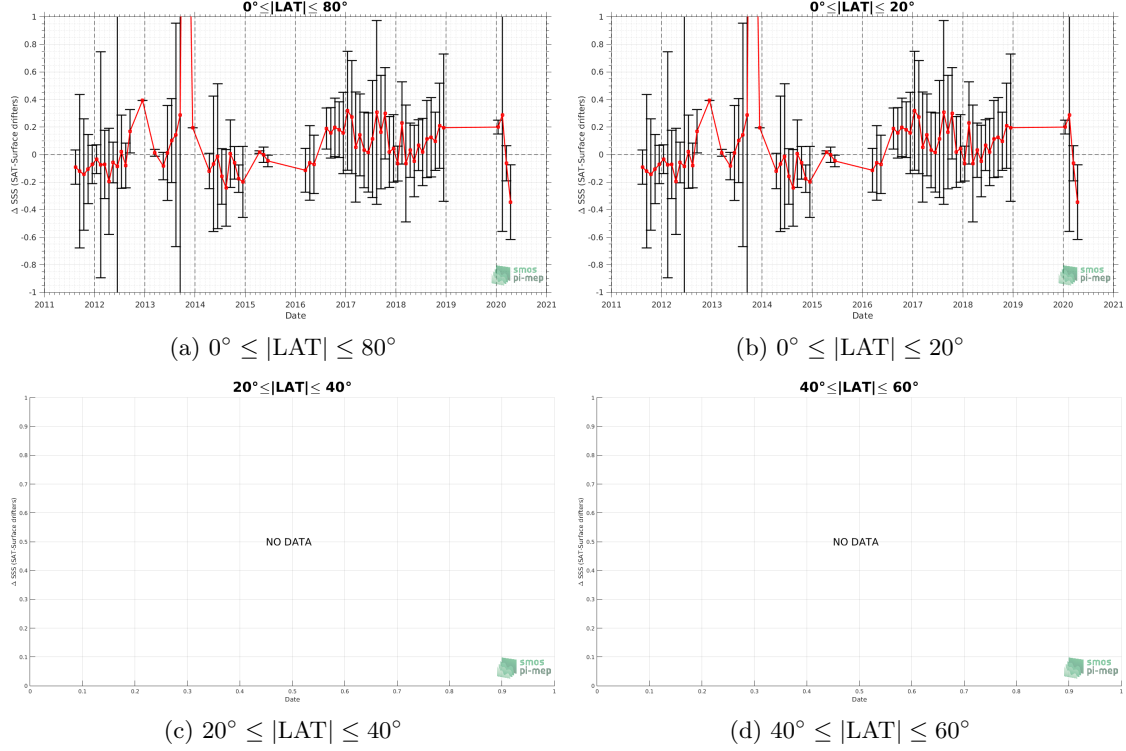 0°≤|LAT|≤ 80°
Δ SSS (SAT-Surface drifters)
1
0.8
0.6
0.4
0.2
0
-0.2
-0.4
-0.6
-0.8
-1
2011 2012 2013 2014 2015 2016 2017 2018 2019 2020 2021
Date
smos
pi-mep
(a) 0° ≤ |LAT| ≤ 80°
0°≤|LAT|≤ 20°
Δ SSS (SAT-Surface drifters)
1
0.8
0.6
0.4
0.2
0
-0.2
-0.4
-0.6
-0.8
-1
2011 2012 2013 2014 2015 2016 2017 2018 2019 2020 2021
Date
smos
pi-mep
(b) 0° ≤ |LAT| ≤ 20°
20°≤|LAT|≤ 40°
Δ SSS (SAT-Surface drifters)
1
0.9
0.8
0.7
0.6
0.5
0.4
0.3
0.2
0.1
0
NO DATA
0 0.1 0.2 0.3 0.4 0.5 0.6 0.7 0.8 0.9 1
Date
smos
pi-mep
(c) 20° ≤ |LAT| ≤ 40°
40°≤|LAT|≤ 60°
Δ SSS (SAT-Surface drifters)
1
0.9
0.8
0.7
0.6
0.5
0.4
0.3
0.2
0.1
0
NO DATA
0 0.1 0.2 0.3 0.4 0.5 0.6 0.7 0.8 0.9 1
Date
smos
pi-mep
(d) 40° ≤ |LAT| ≤ 60°